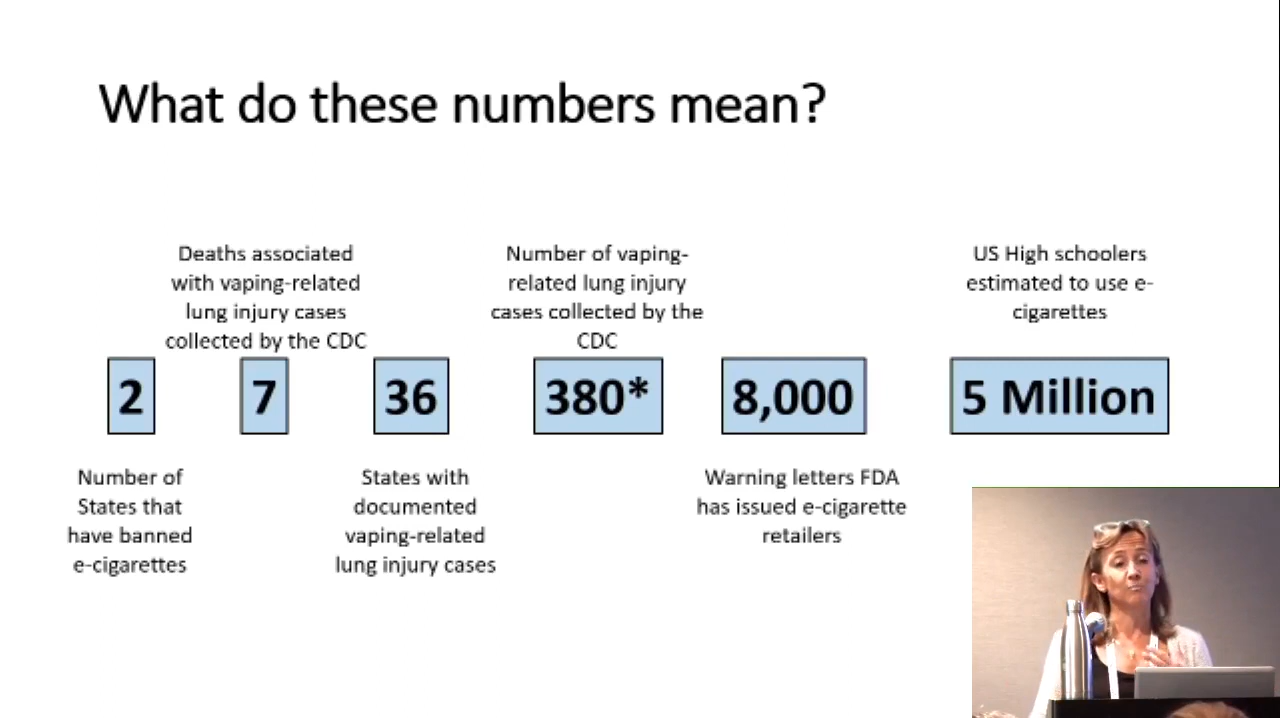 What do these numbers mean?
Deaths associated
with vaping-related
lung injury cases
collected by the CDC
Number of vaping-
related lung injury
cases collected by the
CDC
US High schoolers
estimated to use e-
cigarettes
2
7
36
380*
8,000
5 Million
Number of
States that
have banned
e-cigarettes
States with
documented
vaping-related
lung injury cases
Warning letters FDA
has issued e-cigarette
retailers